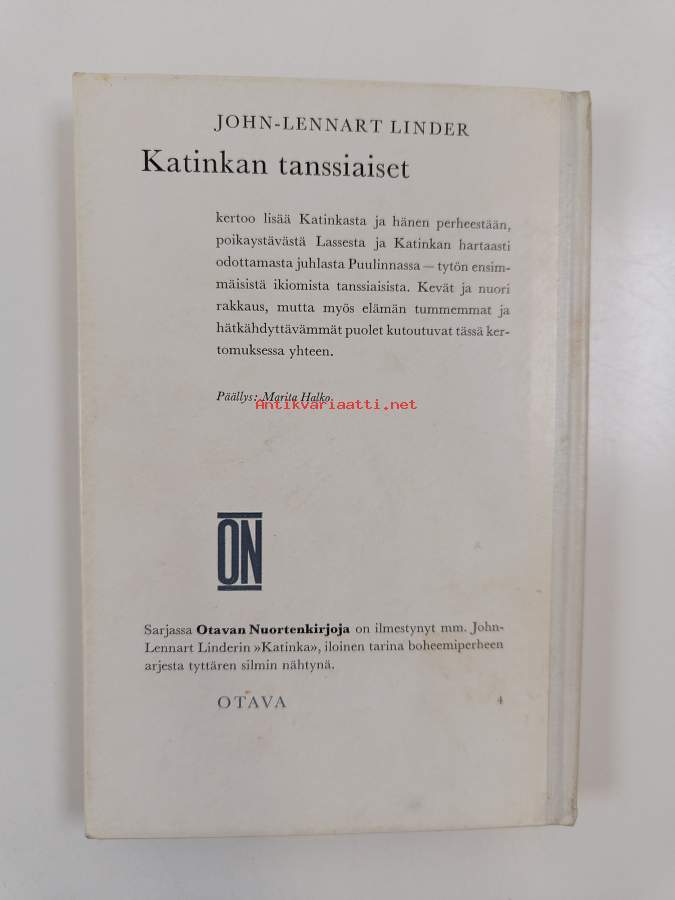 JOHN-LENNART LINDER
Katinkan tanssiaiset
kertoo lisää Katinkasta ja hänen perheestään,
poikaystävästä Lassesta ja Katinkan hartaasti
odottamasta juhlasta Puulinnassa — tytön ensim-
mäisistä ikiomista tanssiaisista. Kevät ja nuori
rakkaus, mutta myös elämän tummemmat ja
hätkähdyttävämmät puolet kutoutuvat tässä ker-
tomuksessa yhteen.
Päällys: Marita Halko.
Antikvariaatti.net
ON
Sarjassa Otavan Nuortenkirjoja on ilmestynyt mm. John-
Lennart Linderin »Katinka», iloinen tarina boheemiperheen
arjesta tyttären silmin nähtynä.
OTAVA 4